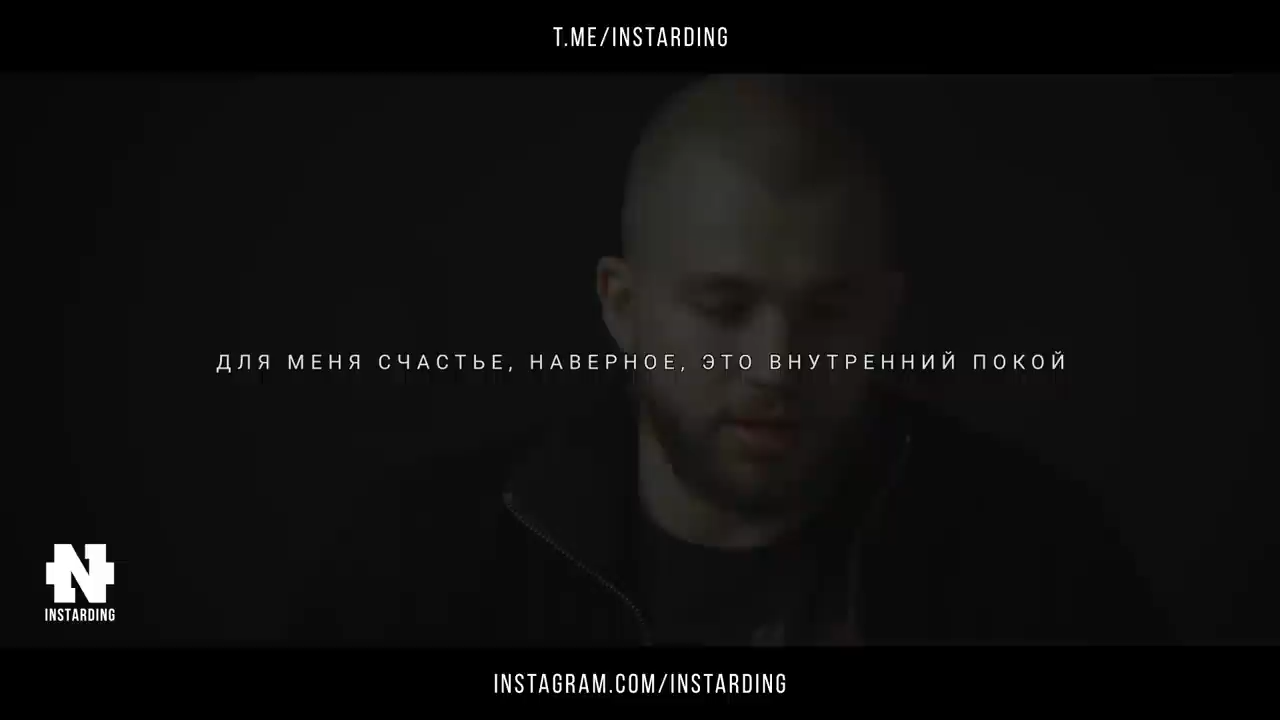 T.ME/INSTARDING
ДЛЯ МЕНЯ СЧАСТЬЕ, НАВЕРНОЕ, ЭТО ВНУТРЕННИЙ ПОКОЙ
N
INSTARDING
INSTAGRAM.COM/INSTARDING